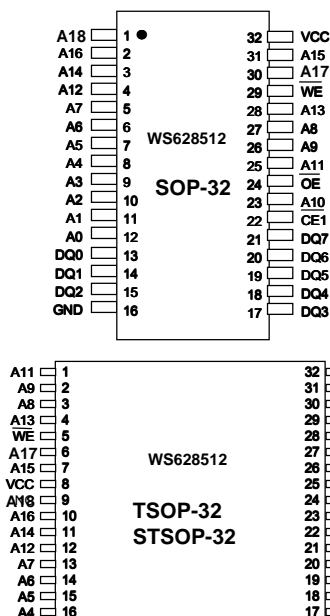 A18 1 32 VCC
A16 2 31 A15
A14 3 30 A17
A12 4 29 WE
A7 5 28 A13
A6 6 27 A8
A5 7 WS628512 26 A9
A4 8 25 A11
A3 9 SOP-32 24 OE
A2 10 23 A10
A1 11 22 CE1
A0 12 21 DQ7
DQ0 13 20 DQ6
DQ1 14 19 DQ5
DQ2 15 18 DQ4
GND 16 17 DQ3
A11 1 32
A9 2 31
A8 3 30
A13 4 29
WE 5 28
A17 6 27
A15 7 WS628512 26
VCC 8 25
9 24
A16 10 TSOP-32 23
A14 11 STSOP-32 22
A12 12 21
A7 13 20
A6 14 19
A5 15 18
A4 16 17